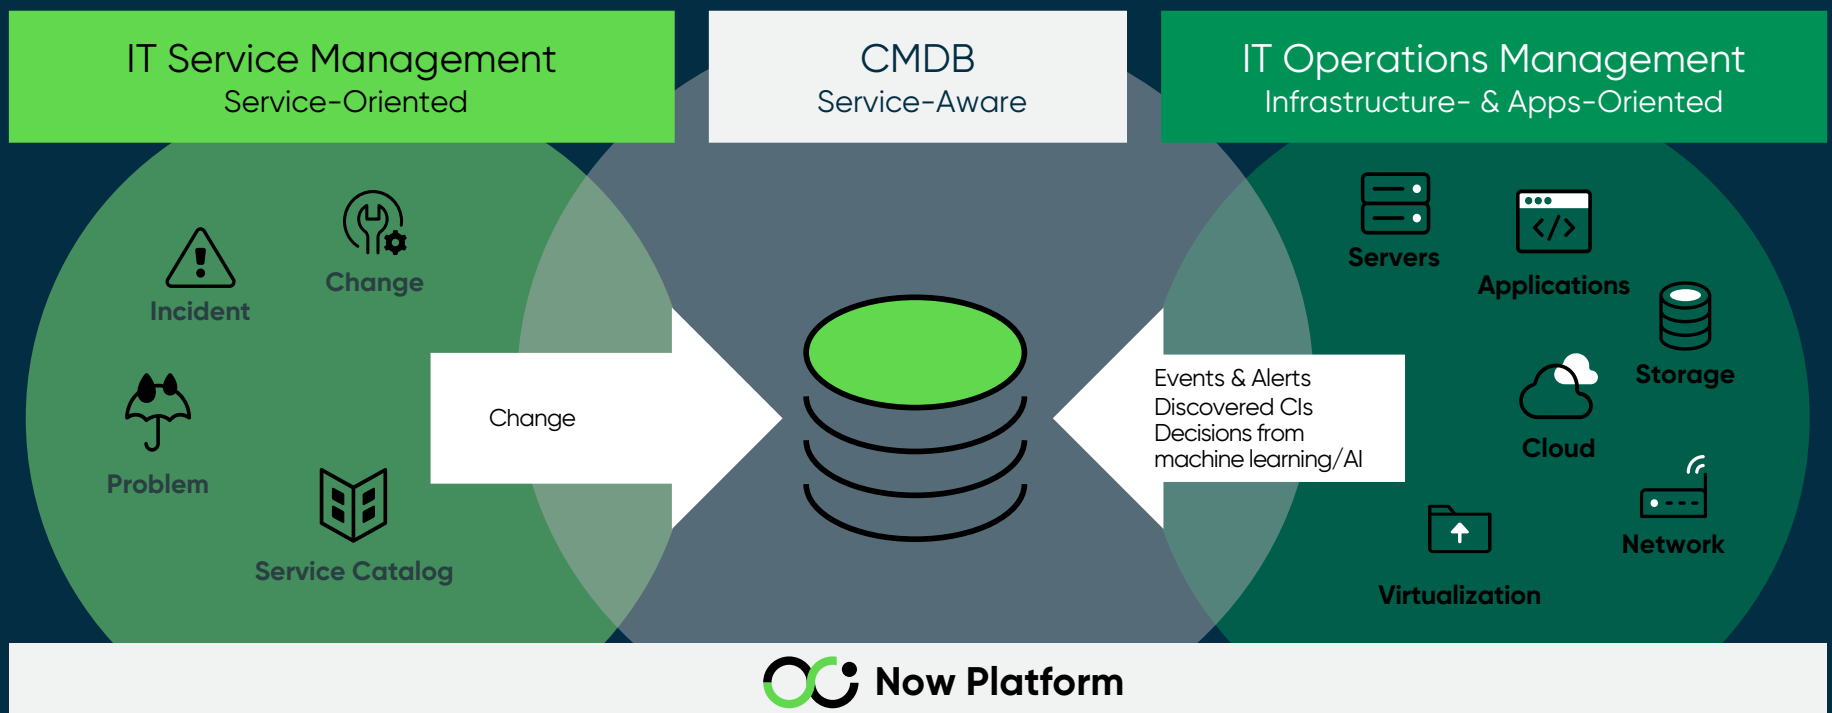 IT Service Management
Service-Oriented
CMDB
Service-Aware
IT Operations Management
Infrastructure- & Apps-Oriented
Incident
Change
Problem
Service Catalog
Change
Events & Alerts
Discovered CIs
Decisions from
machine learning/AI
Servers
Applications
Storage
Cloud
Network
Virtualization
Now Platform